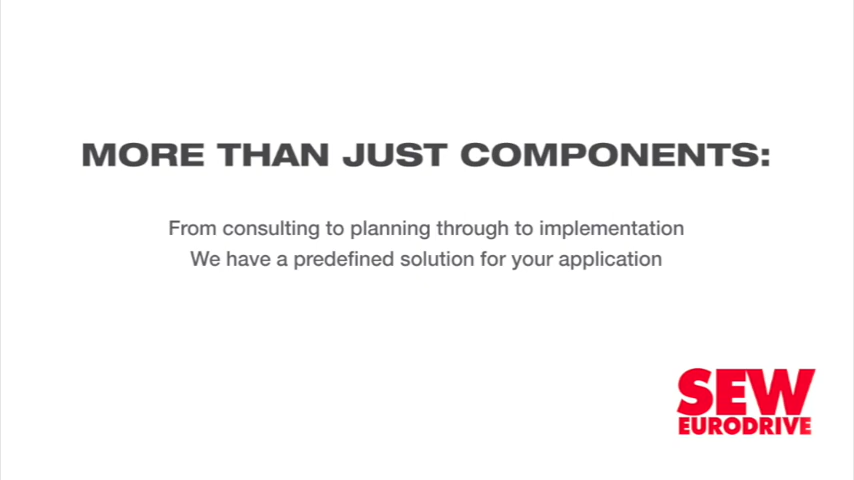 MORE THAN JUST COMPONENTS:
From consulting to planning through to implementation
We have a predefined solution for your application
SEW
EURODRIVE